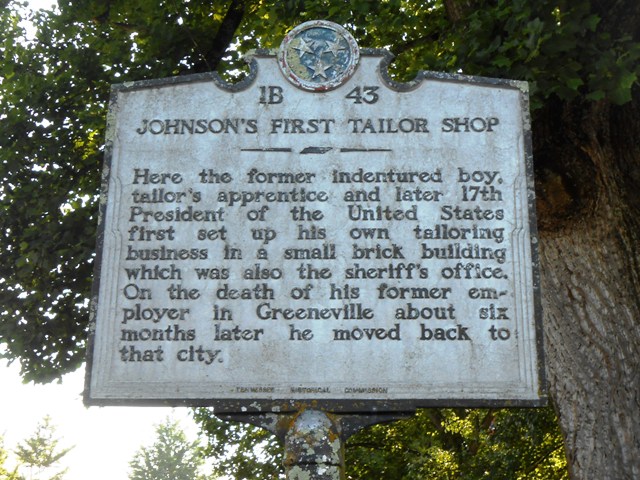 1B 43
JOHNSON'S FIRST TAILOR SHOP
Here the former indentured boy,
tailor's apprentice and later 17th
President of the United States
first set up his own tailoring
business in a small brick building
which was also the sheriff's office.
On the death of his former em-
ployer in Greeneville about six
months later he moved back to
that city.
TENNESSEE HISTORICAL COMMISSION